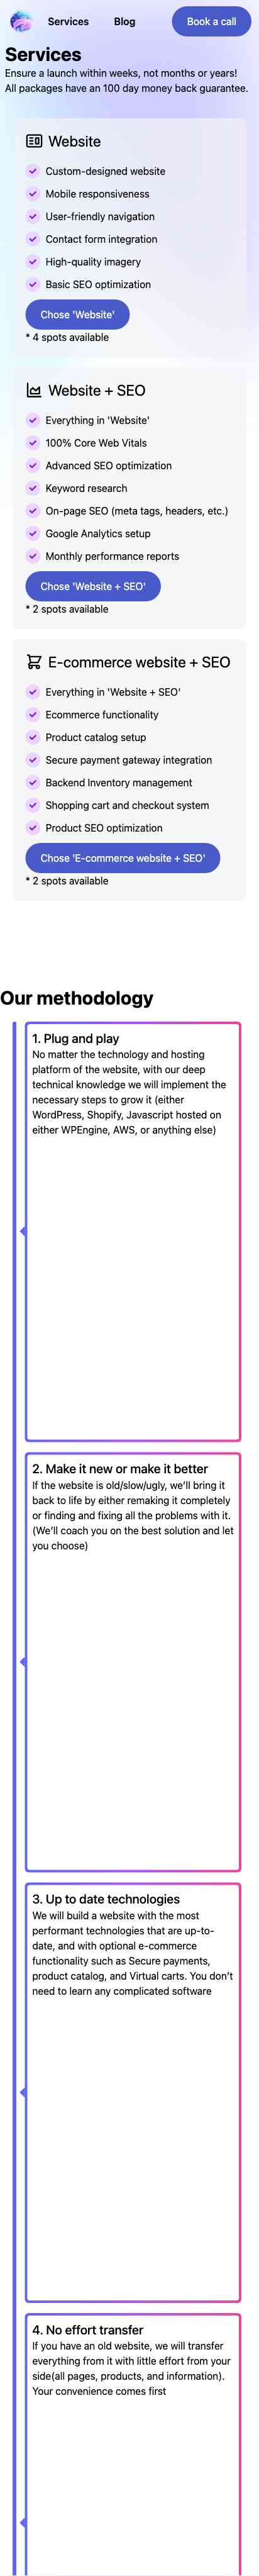 Services
Blog
Book a call
Services
Ensure a launch within weeks, not months or years!
All packages have an 100 day money back guarantee.
Website
Custom-designed website
Mobile responsiveness
User-friendly navigation
Contact form integration
High-quality imagery
Basic SEO optimization
Chose 'Website'
* 4 spots available
Website + SEO
Everything in 'Website'
100% Core Web Vitals
Advanced SEO optimization
Keyword research
On-page SEO (meta tags, headers, etc.)
Google Analytics setup
Monthly performance reports
Chose 'Website + SEO'
* 2 spots available
E-commerce website + SEO
Everything in 'Website + SEO'
Ecommerce functionality
Product catalog setup
Secure payment gateway integration
Backend Inventory management
Shopping cart and checkout system
Product SEO optimization
Chose 'E-commerce website + SEO'
* 2 spots available
Our methodology
1. Plug and play
No matter the technology and hosting
platform of the website, with our deep
technical knowledge we will implement the
necessary steps to grow it (either
WordPress, Shopify, Javascript hosted on
either WPEngine, AWS, or anything else)
2. Make it new or make it better
If the website is old/slow/ugly, we'll bring it
back to life by either remaking it completely
or finding and fixing all the problems with it.
(We'll coach you on the best solution and let
you choose)
3. Up to date technologies
We will build a website with the most
performant technologies that are up-to-
date, and with optional e-commerce
functionality such as Secure payments,
product catalog, and Virtual carts. You don't
need to learn any complicated software
4. No effort transfer
If you have an old website, we will transfer
everything from it with little effort from your
side(all pages, products, and information).
Your convenience comes first